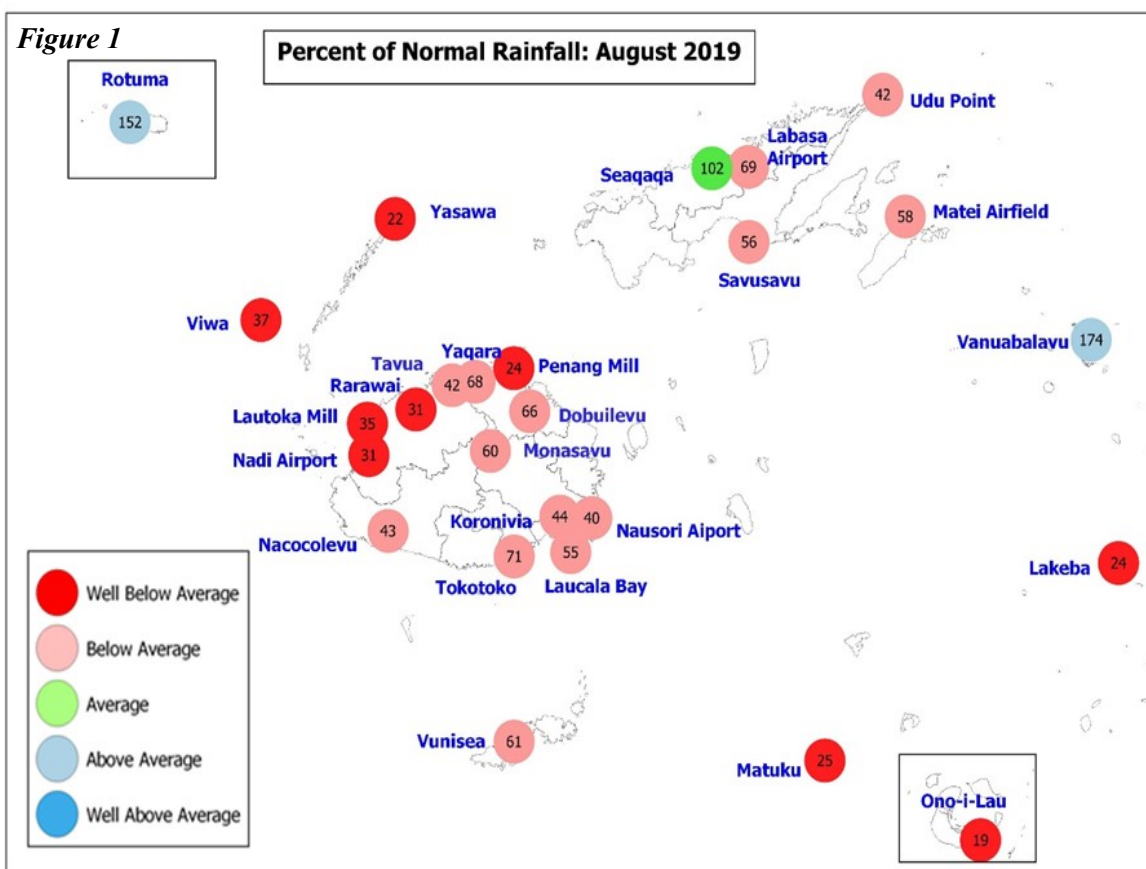 Figure 1
Percent of Normal Rainfall: August 2019
Rotuma
152
42
Udu Point
Labasa
Airport
Seaqaqa
102
69
22
Yasawa
58
Matei Airfield
56
Savusavu
Viwa
37
Vanuabalavu
174
Yaqara
Tavua
24
Penang Mill
42
68
Rarawai
31
66
Dobuilevu
Lautoka Mill
35
60
Monasavu
Nadi Airport
31
Koronivia
44
40
Nausori Aiport
Nacocolevu
43
71
55
Tokotoko
Laucala Bay
Lakeba
24
Well Below Average
Below Average
Average
Above Average
Well Above Average
Vunisea
61
Matuku
25
Ono-i-Lau
19